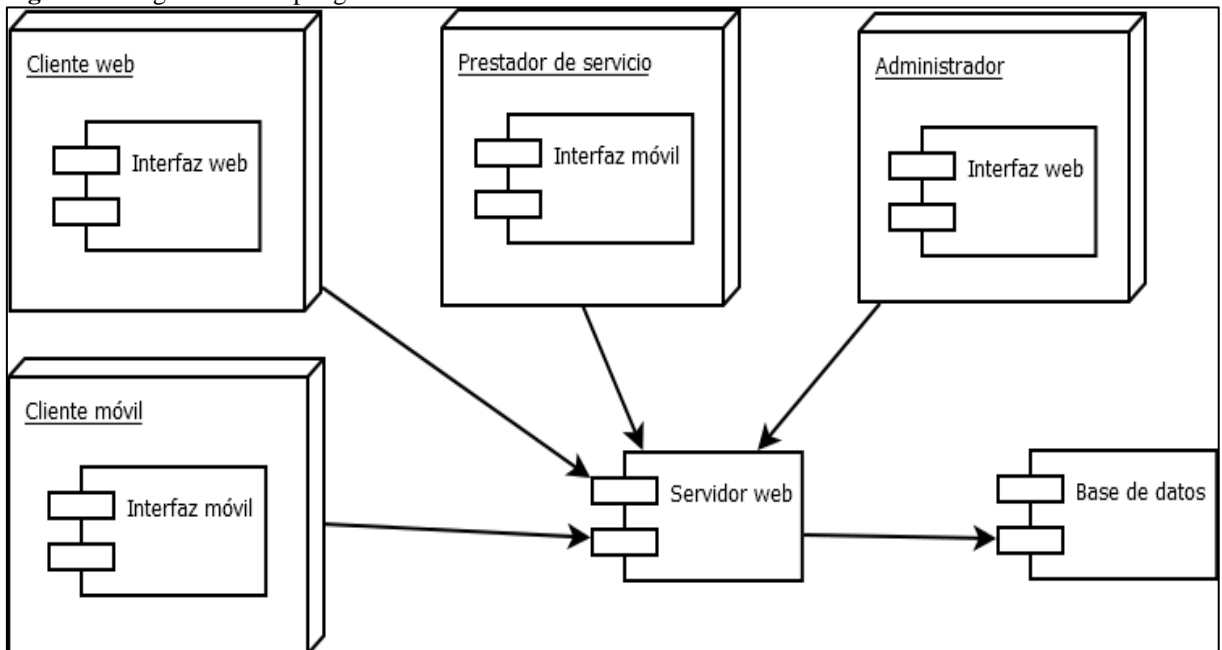 Cliente web
Interfaz web
Prestador de servicio
Interfaz móvil
Administrador
Interfaz web
Cliente móvil
Interfaz móvil
Servidor web
Base de datos